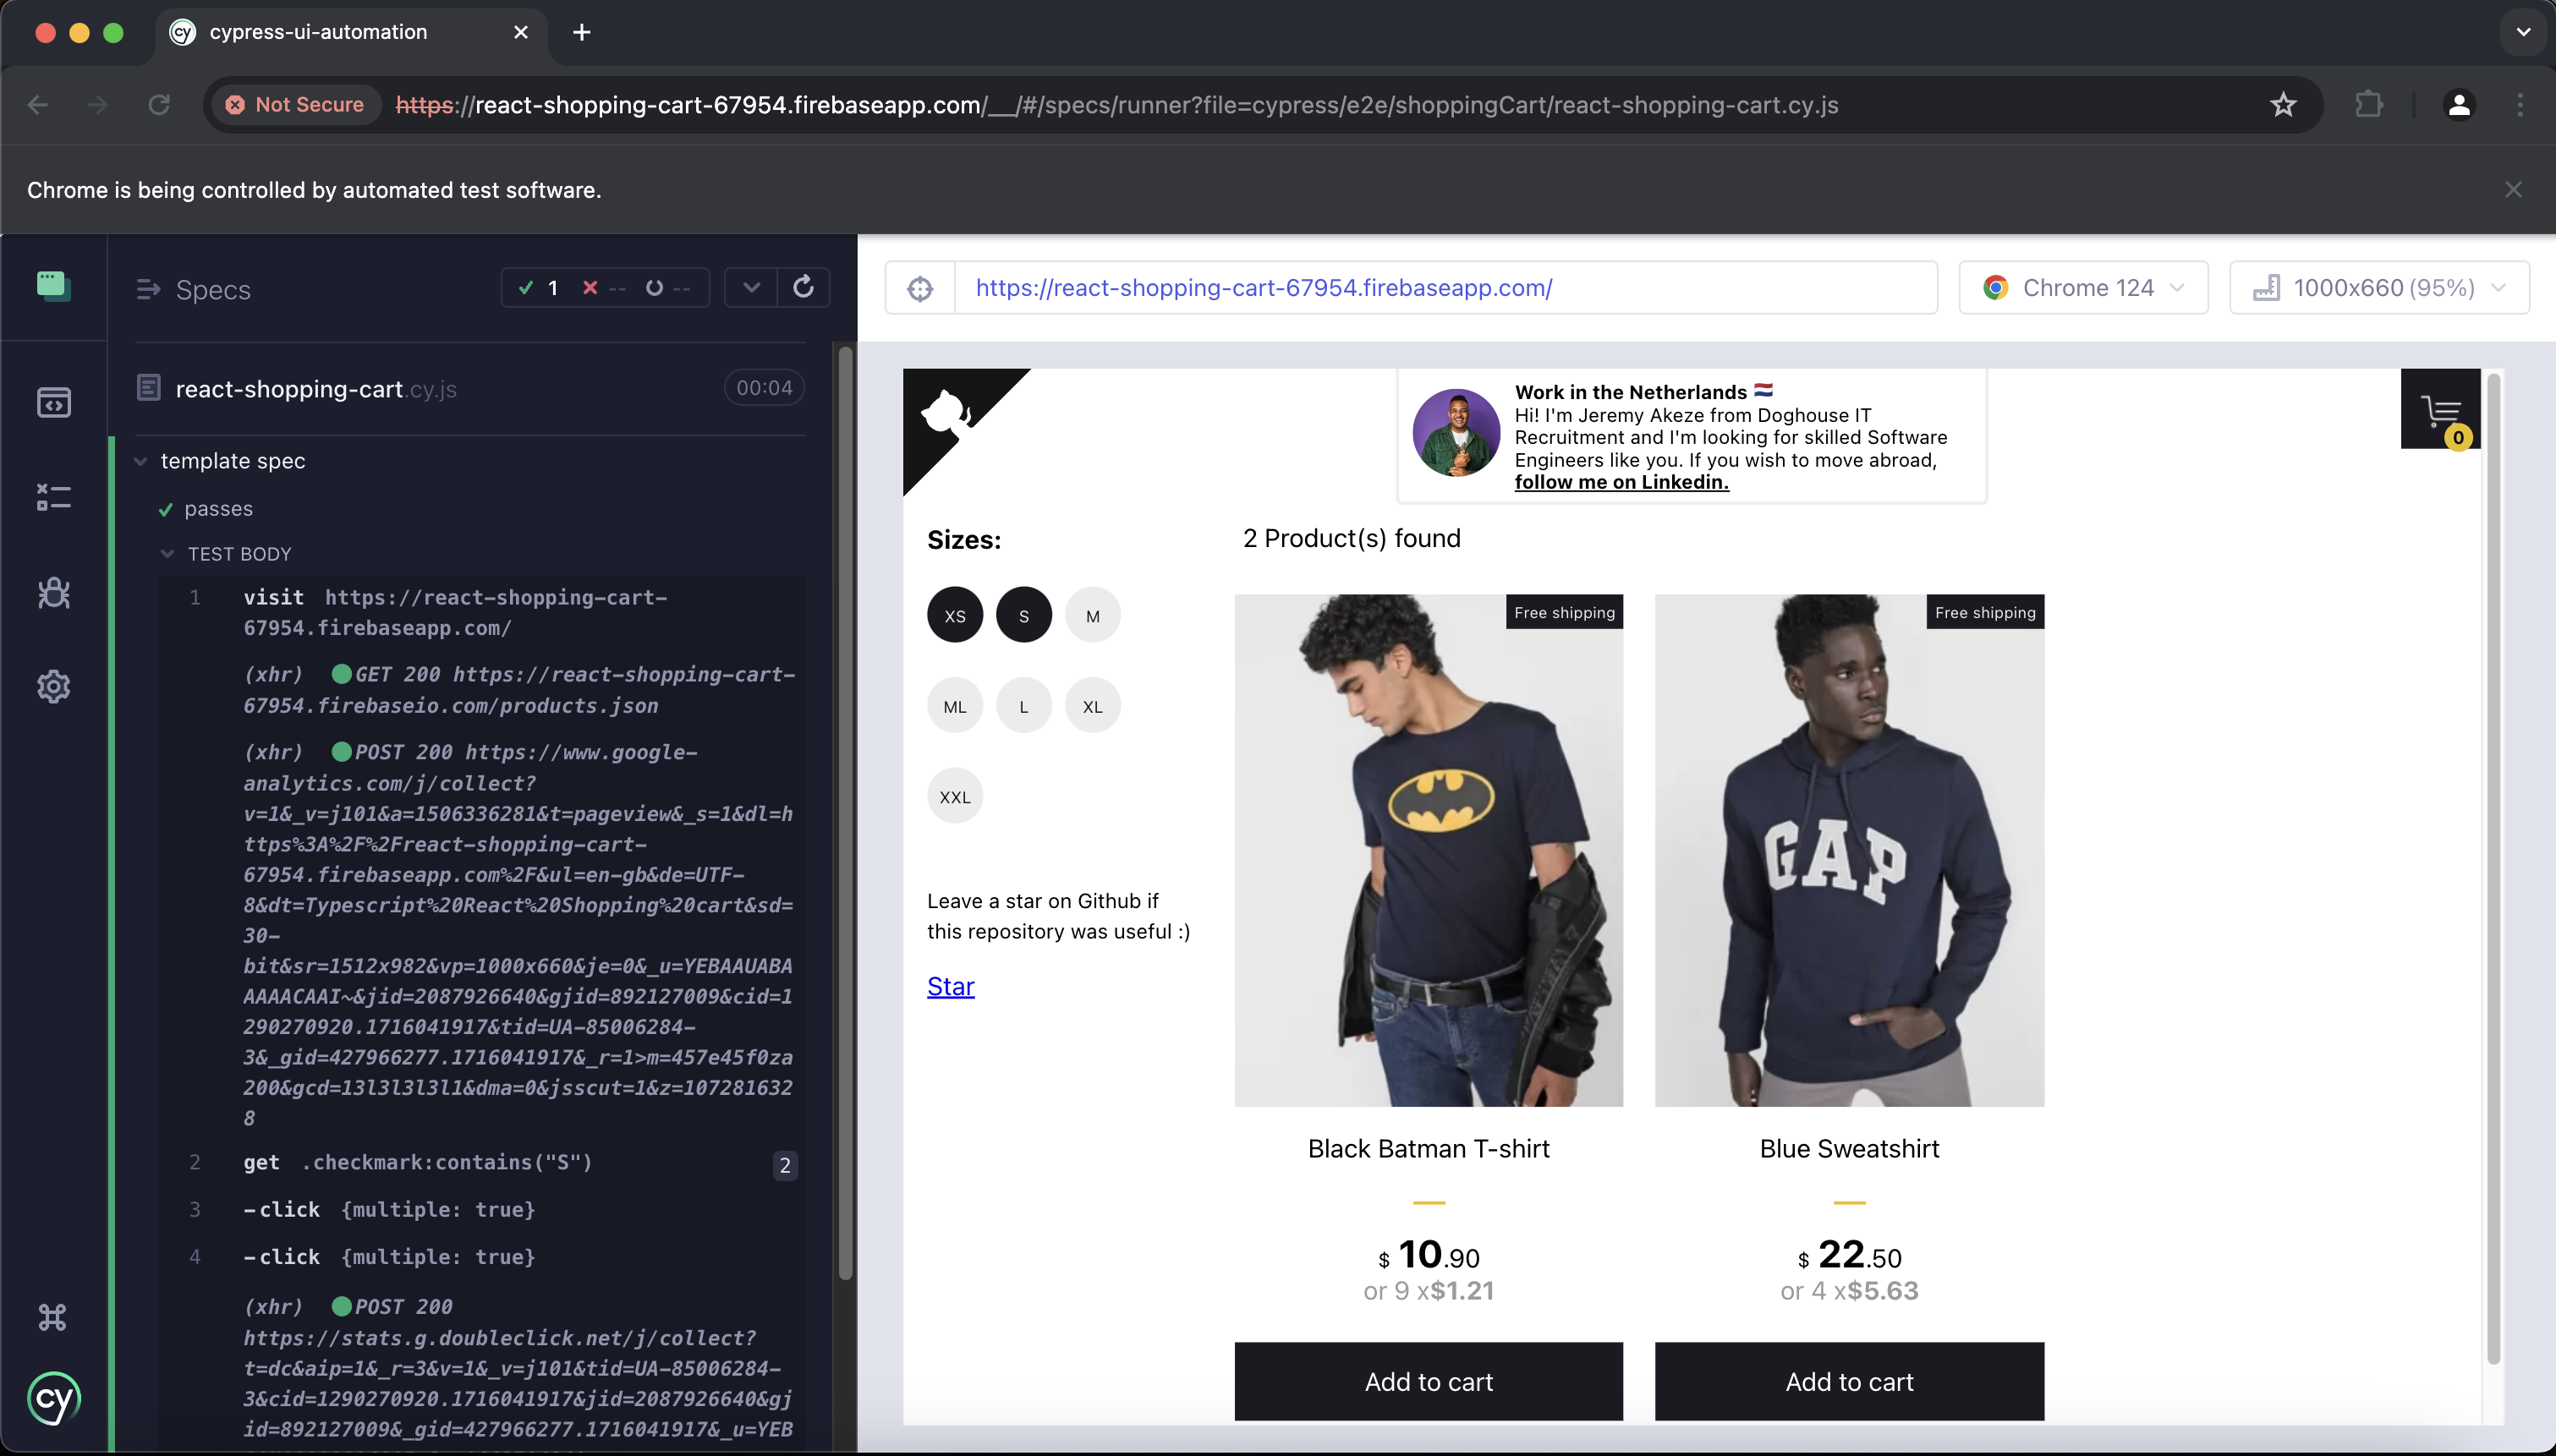 cypress-ui-automation
Not Secure https://react-shopping-cart-67954.firebaseapp.com/__/#/specs/runner?file=cypress/e2e/shoppingCart/react-shopping-cart.cy.js
Chrome is being controlled by automated test software.
Specs
1 -- --
react-shopping-cart.cy.js
00:04
template spec
passes
TEST BODY
1 visit https://react-shopping-cart-
67954.firebaseapp.com/
(xhr) GET 200 https://react-shopping-cart-
67954.firebaseio.com/products.json
(xhr) POST 200 https://www.google-
analytics.com/j/collect?
v=1&_v=j101&a=1506336281&t=pageview&_s=1&dl=h
ttps%3A%2F%2Freact-shopping-cart-
67954.firebaseapp.com%2F&ul=en-gb&de=UTF-
8&dt=Typescript%20React%20Shopping%20cart&sd=
30-
bit&sr=1512x982&vp=1000x660&je=0&_u=YEBAAUABA
AAAACAAI~&jid=2087926640&gjid=892127009&cid=1
290270920.1716041917&tid=UA-85006284-
3&_gid=427966277.1716041917&_r=1>m=457e45f0za
200&gcd=13l3l3l3l1&dma=0&jsscut=1&z=107281632
8
2 get .checkmark:contains("S") 2
3 -click {multiple: true}
4 -click {multiple: true}
(xhr) POST 200
https://stats.g.doubleclick.net/j/collect?
t=dc&aip=1&_r=3&v=1&_v=j101&tid=UA-85006284-
3&cid=1290270920.1716041917&jid=2087926640&gj
id=892127009&_gid=427966277.1716041917&_u=YEB
cy
https://react-shopping-cart-67954.firebaseapp.com/
Chrome 124
1000x660 (95%)
Work in the Netherlands 🇳🇱
Hi! I'm Jeremy Akeze from Doghouse IT
Recruitment and I'm looking for skilled Software
Engineers like you. If you wish to move abroad,
follow me on Linkedin.
0
Sizes:
XS S M
ML L XL
XXL
Leave a star on Github if
this repository was useful :)
Star
2 Product(s) found
Free shipping
Black Batman T-shirt
$ 10.90
or 9 x$1.21
Add to cart
Free shipping
GAP
Blue Sweatshirt
$ 22.50
or 4 x$5.63
Add to cart